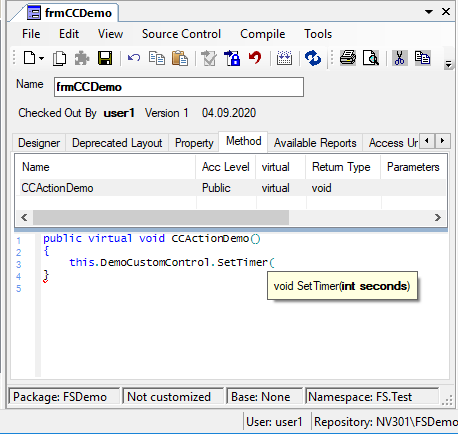 frmCCDemo
File Edit View Source Control Compile Tools
Name frmCCDemo
Checked Out By user1 Version 1 04.09.2020
Designer Deprecated Layout Property Method Available Reports Access Ur
Name Acc Level virtual Return Type Parameters
CCActionDemo Public virtual void
1 public virtual void CCActionDemo()
2 {
3 this.DemoCustomControl.SetTimer(
4 }
5
void SetTimer(int seconds)
Package: FSDemo Not customized Base: None Namespace: FS.Test
User: user1 Repository: NV301\FSDemo